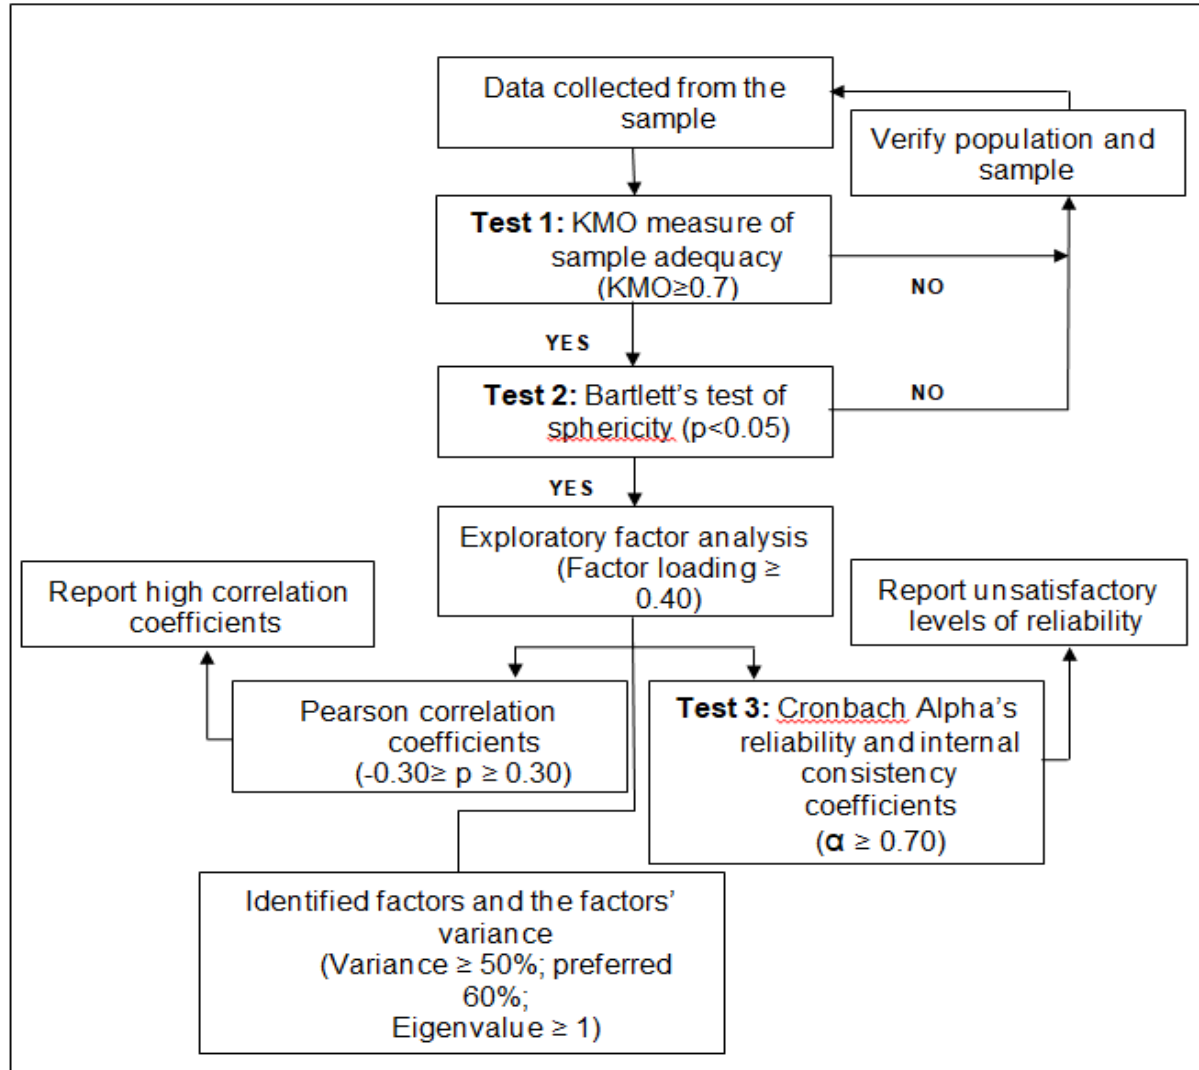 Data collected from the
sample
Verify population and
sample
Test 1: KMO measure of
sample adequacy
(KMO≥0.7)
NO
YES
Test 2: Bartlett's test of
sphericity (p<0.05)
NO
YES
Exploratory factor analysis
(Factor loading ≥
0.40)
Report high correlation
coefficients
Report unsatisfactory
levels of reliability
Pearson correlation
coefficients
(-0.30≥ p ≥ 0.30)
Test 3: Cronbach Alpha's
reliability and internal
consistency
coefficients
(α ≥ 0.70)
Identified factors and the factors'
variance
(Variance ≥ 50%; preferred
60%;
Eigenvalue ≥ 1)